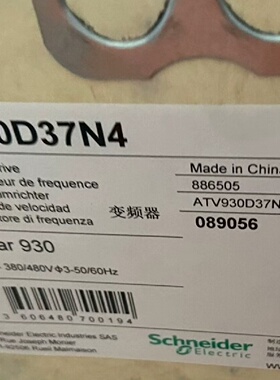 0D37N4
rive
eur de frequence
mrichter
de velocidad
tore di frequenza
变频器
Made in China
886505
ATV930D37N
089056
ar 930
380/480V Φ3-50/60Hz
3 606480 700194
Schneider
Electric
neider Electric Industries SAS
Rue Joseph Monier
92506 Rueil Malmaison